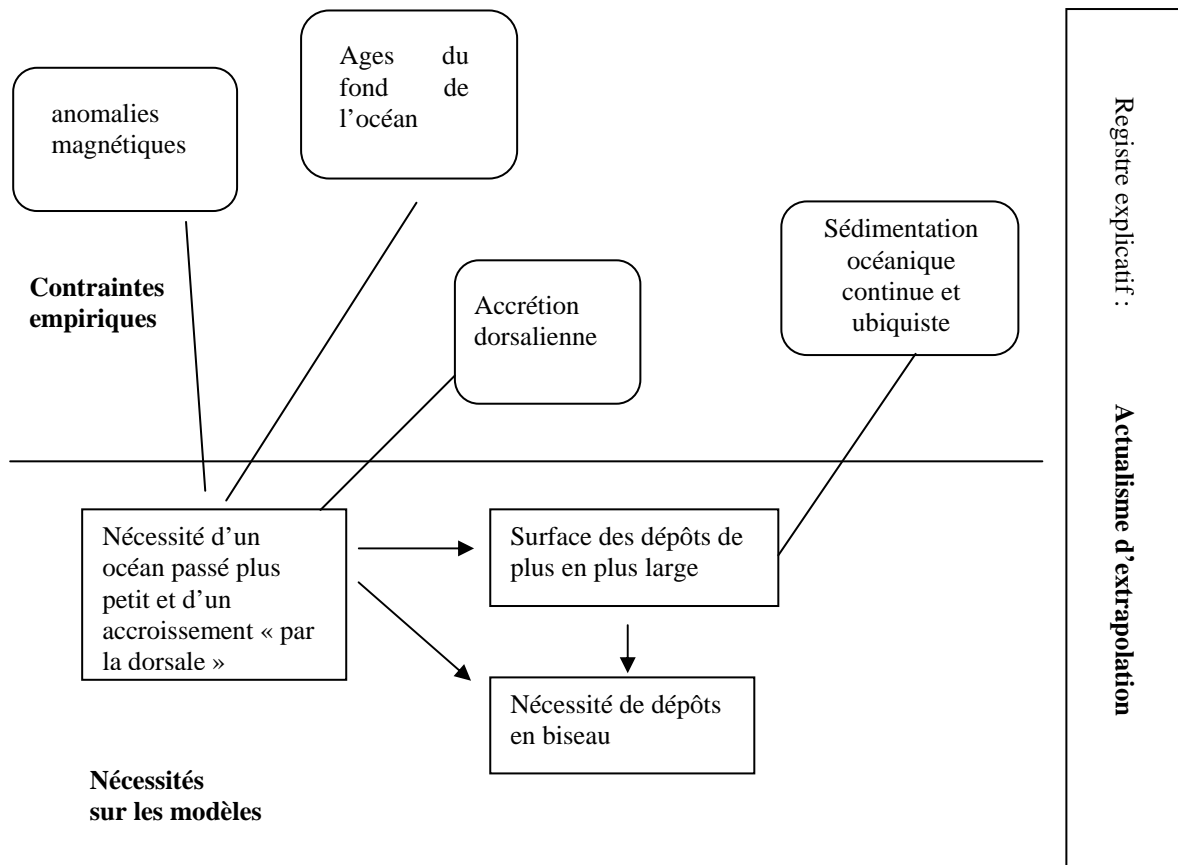 Ages du
fond de
l’océan
anomalies
magnétiques
Sédimentation
océanique
continue et
ubiquiste
Contraintes
empiriques
Accrétion
dorsalienne
Nécessité d’un
océan passé plus
petit et d’un
accroissement « par
la dorsale »
Surface des dépôts de
plus en plus large
Nécessité de dépôts
en biseau
Nécessités
sur les modèles
Registre explicatif : Actualisme d’extrapolation